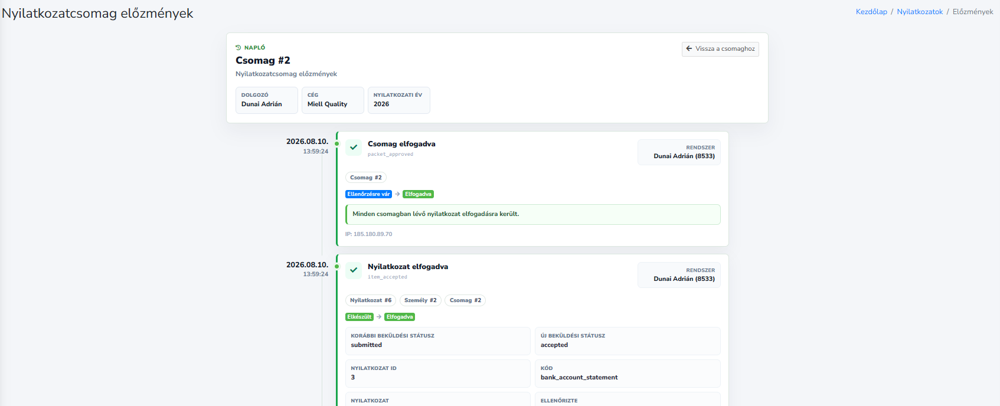 Nyilatkozatcsomag előzmények
Kezdőlap / Nyilatkozatok / Előzmények
NAPLÓ
Vissza a csomaghoz
Csomag #2
Nyilatkozatcsomag előzmények
DOLGOZÓ
Dunai Adrián
CÉG
Miell Quality
NYILATKOZATI ÉV
2026
2026.08.10.
13:59:24
Csomag elfogadva
packet_approved
RENDSZER
Dunai Adrián (8533)
Csomag #2
Ellenőrzésre vár → Elfogadva
Minden csomagban lévő nyilatkozat elfogadásra került.
IP: 185.180.89.70
2026.08.10.
13:59:24
Nyilatkozat elfogadva
item_accepted
RENDSZER
Dunai Adrián (8533)
Nyilatkozat #6 Személy #2 Csomag #2
Elkészült → Elfogadva
KORÁBBI BEKÜLDÉSI STÁTUSZ
submitted
ÚJ BEKÜLDÉSI STÁTUSZ
accepted
NYILATKOZAT ID
3
KÓD
bank_account_statement
NYILATKOZAT
ELLENŐRIZTE